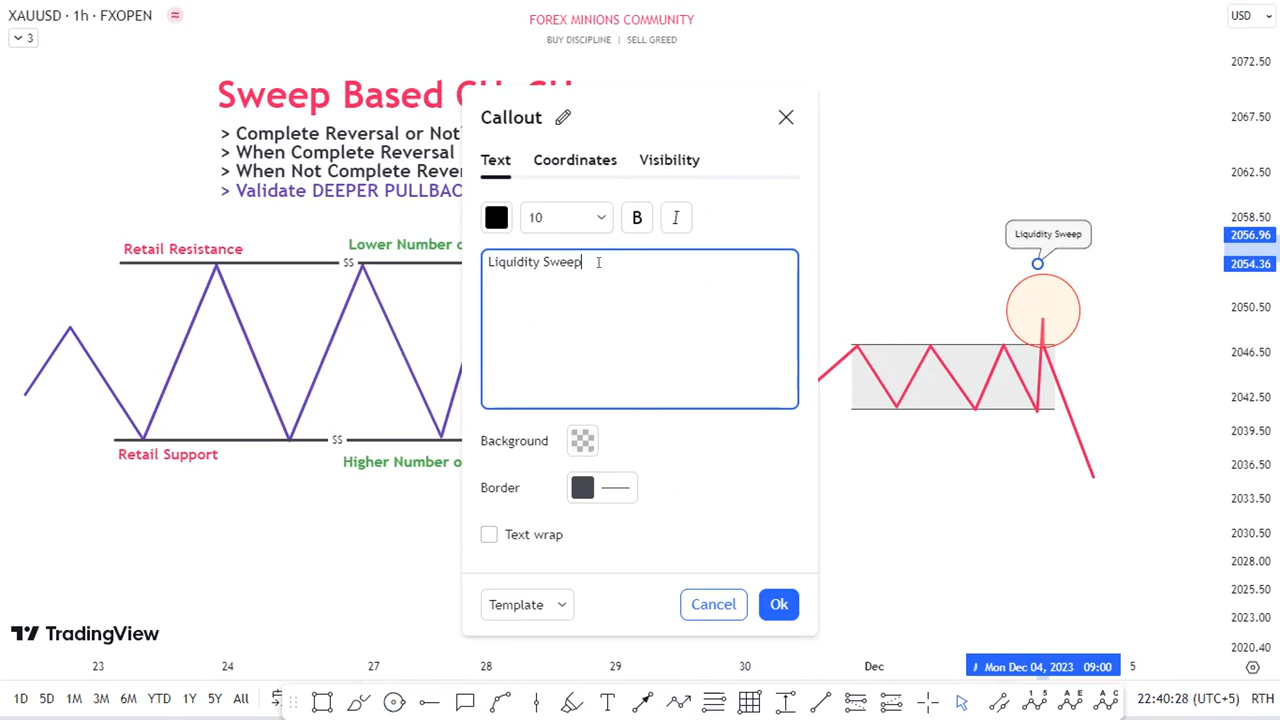 XAUUSD · 1h · FXOPEN
3
FOREX MINIONS COMMUNITY
BUY DISCIPLINE | SELL GREED
USD
Sweep Based
> Complete Reversal or Not
> When Complete Reversal
> When Not Complete Rever
> Validate DEEPER PULLBAC
Retail Resistance
Lower Number o
$$
$$
Retail Support
Higher Number o
Callout
Text
Coordinates
Visibility
10
B
I
Liquidity Sweep
Background
Border
Text wrap
Template
Cancel
Ok
Liquidity Sweep
2072.50
2067.50
2062.50
2058.50
2056.96
2054.36
2050.50
2046.50
2042.50
2039.50
2036.50
2033.50
2030.50
2028.00
2025.50
2023.00
2020.40
TradingView
23 24 27 28 29 30 Dec Mon Dec 04, 2023 09:00 5
1D 5D 1M 3M 6M YTD 1Y 5Y All
22:40:28 (UTC+5) RTH